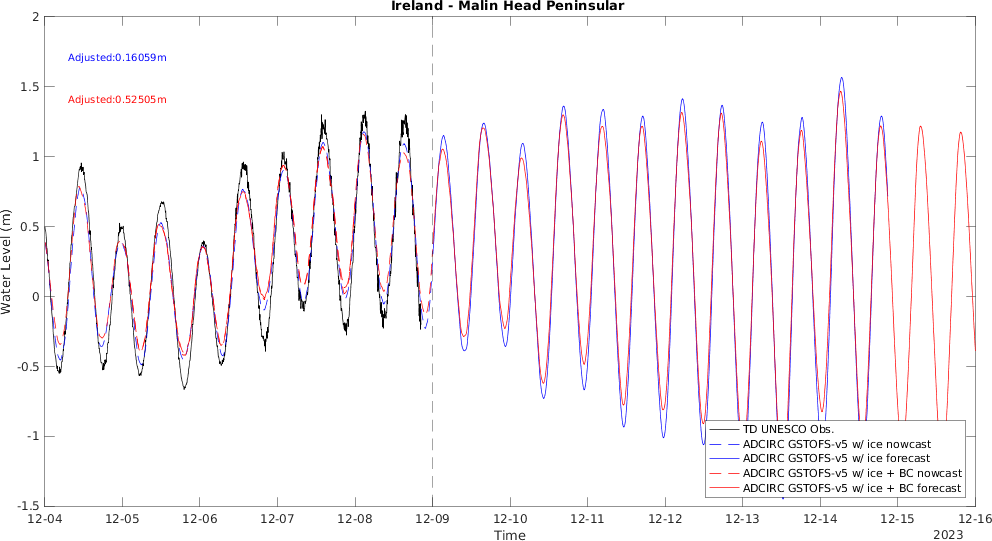 Ireland - Malin Head Peninsular
2
1.5
1
0.5
0
-0.5
-1
-1.5
Water Level (m)
Adjusted:0.16059m
Adjusted:0.52505m
TD UNESCO Obs.
ADCIRC GSTOFS-v5 w/ ice nowcast
ADCIRC GSTOFS-v5 w/ ice forecast
ADCIRC GSTOFS-v5 w/ ice + BC nowcast
ADCIRC GSTOFS-v5 w/ ice + BC forecast
12-04 12-05 12-06 12-07 12-08 12-09 12-10 12-11 12-12 12-13 12-14 12-15 12-16
Time
2023